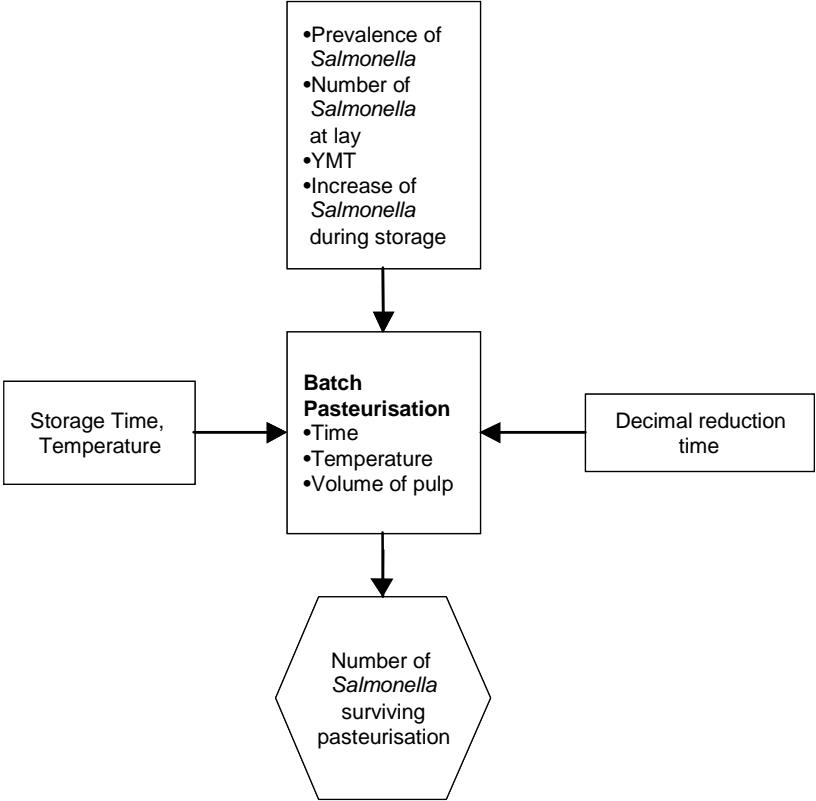 •Prevalence of
Salmonella
•Number of
Salmonella
at lay
•YMT
•Increase of
Salmonella
during storage
Batch
Pasteurisation
•Time
•Temperature
•Volume of pulp
Storage Time,
Temperature
Decimal reduction
time
Number of
Salmonella
surviving
pasteurisation